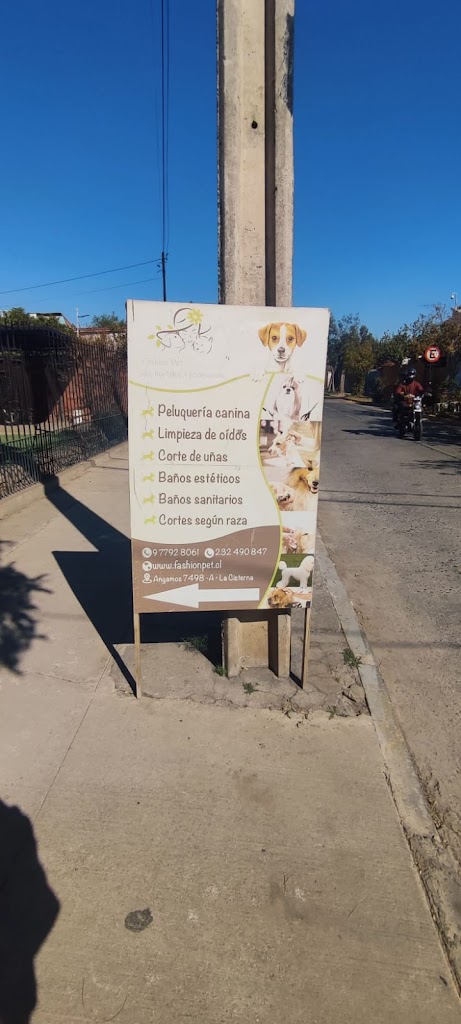 Peluquería canina
Limpieza de oídos
Corte de uñas
Baños estéticos
Baños sanitarios
Cortes según raza
9 7792 8061 232 490 847
www.fashionpet.cl
Angamos 7498 -A - La Cisterna